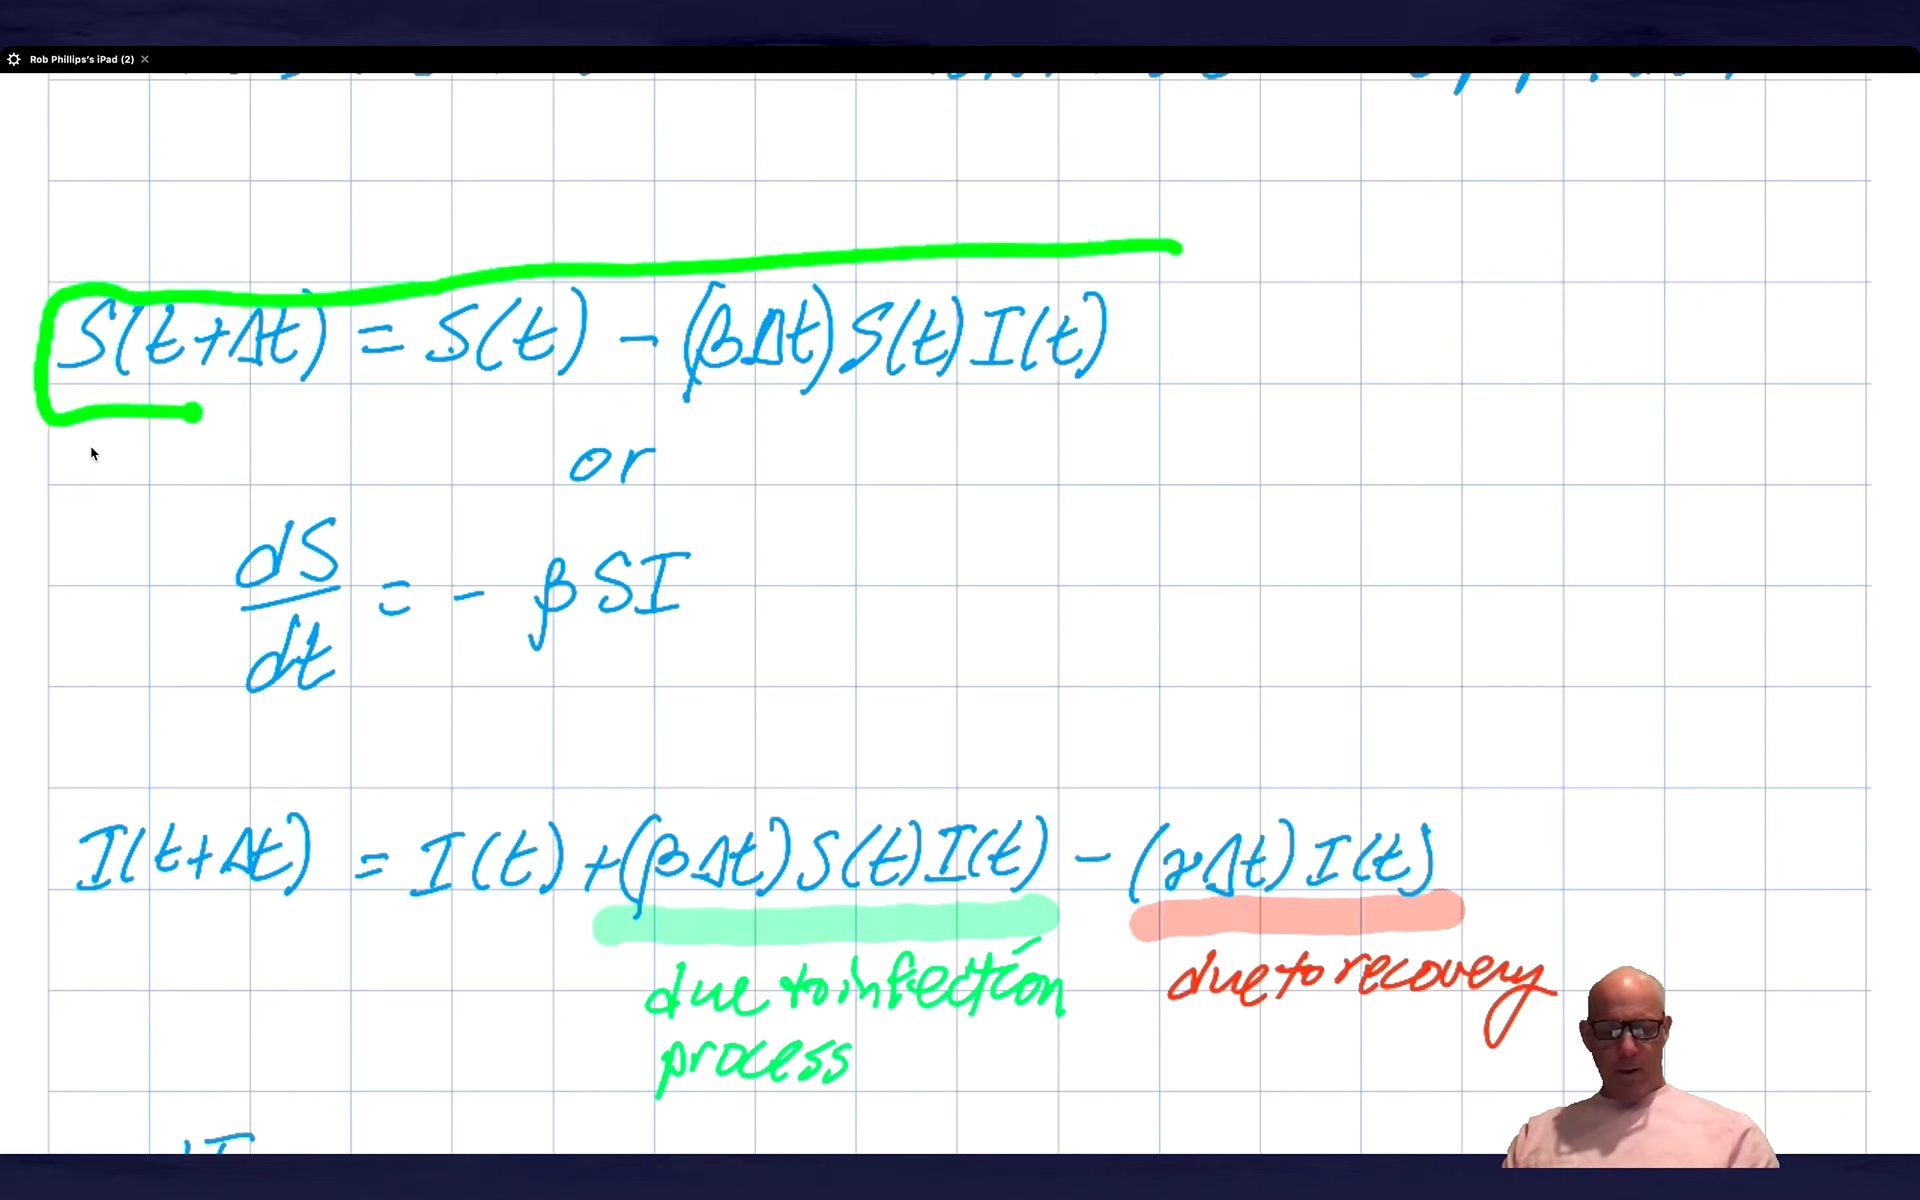 Rob Phillips's iPad (2)
S(t+Δt) = S(t) - (βΔt)S(t)I(t)
or
dS/dt = - βSI
I(t+Δt) = I(t) + (βΔt)S(t)I(t) - (γΔt)I(t)
due to infection due to recovery
process